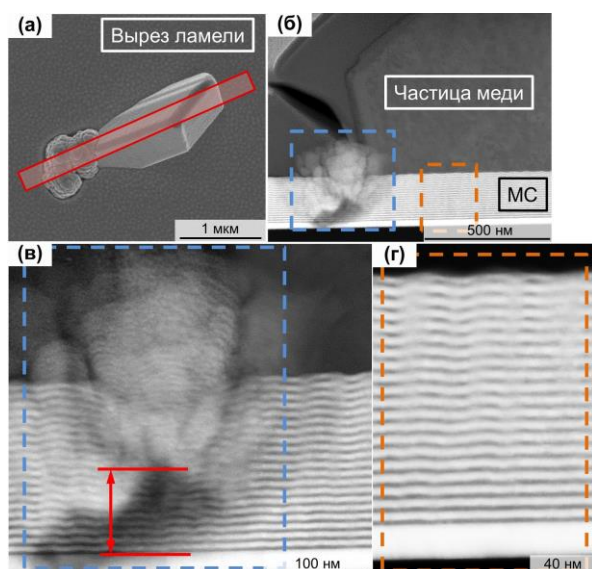 (а)
Вырез ламели
1 мкм
(б)
Частица меди
МС
500 нм
(в)
100 нм
(г)
40 нм